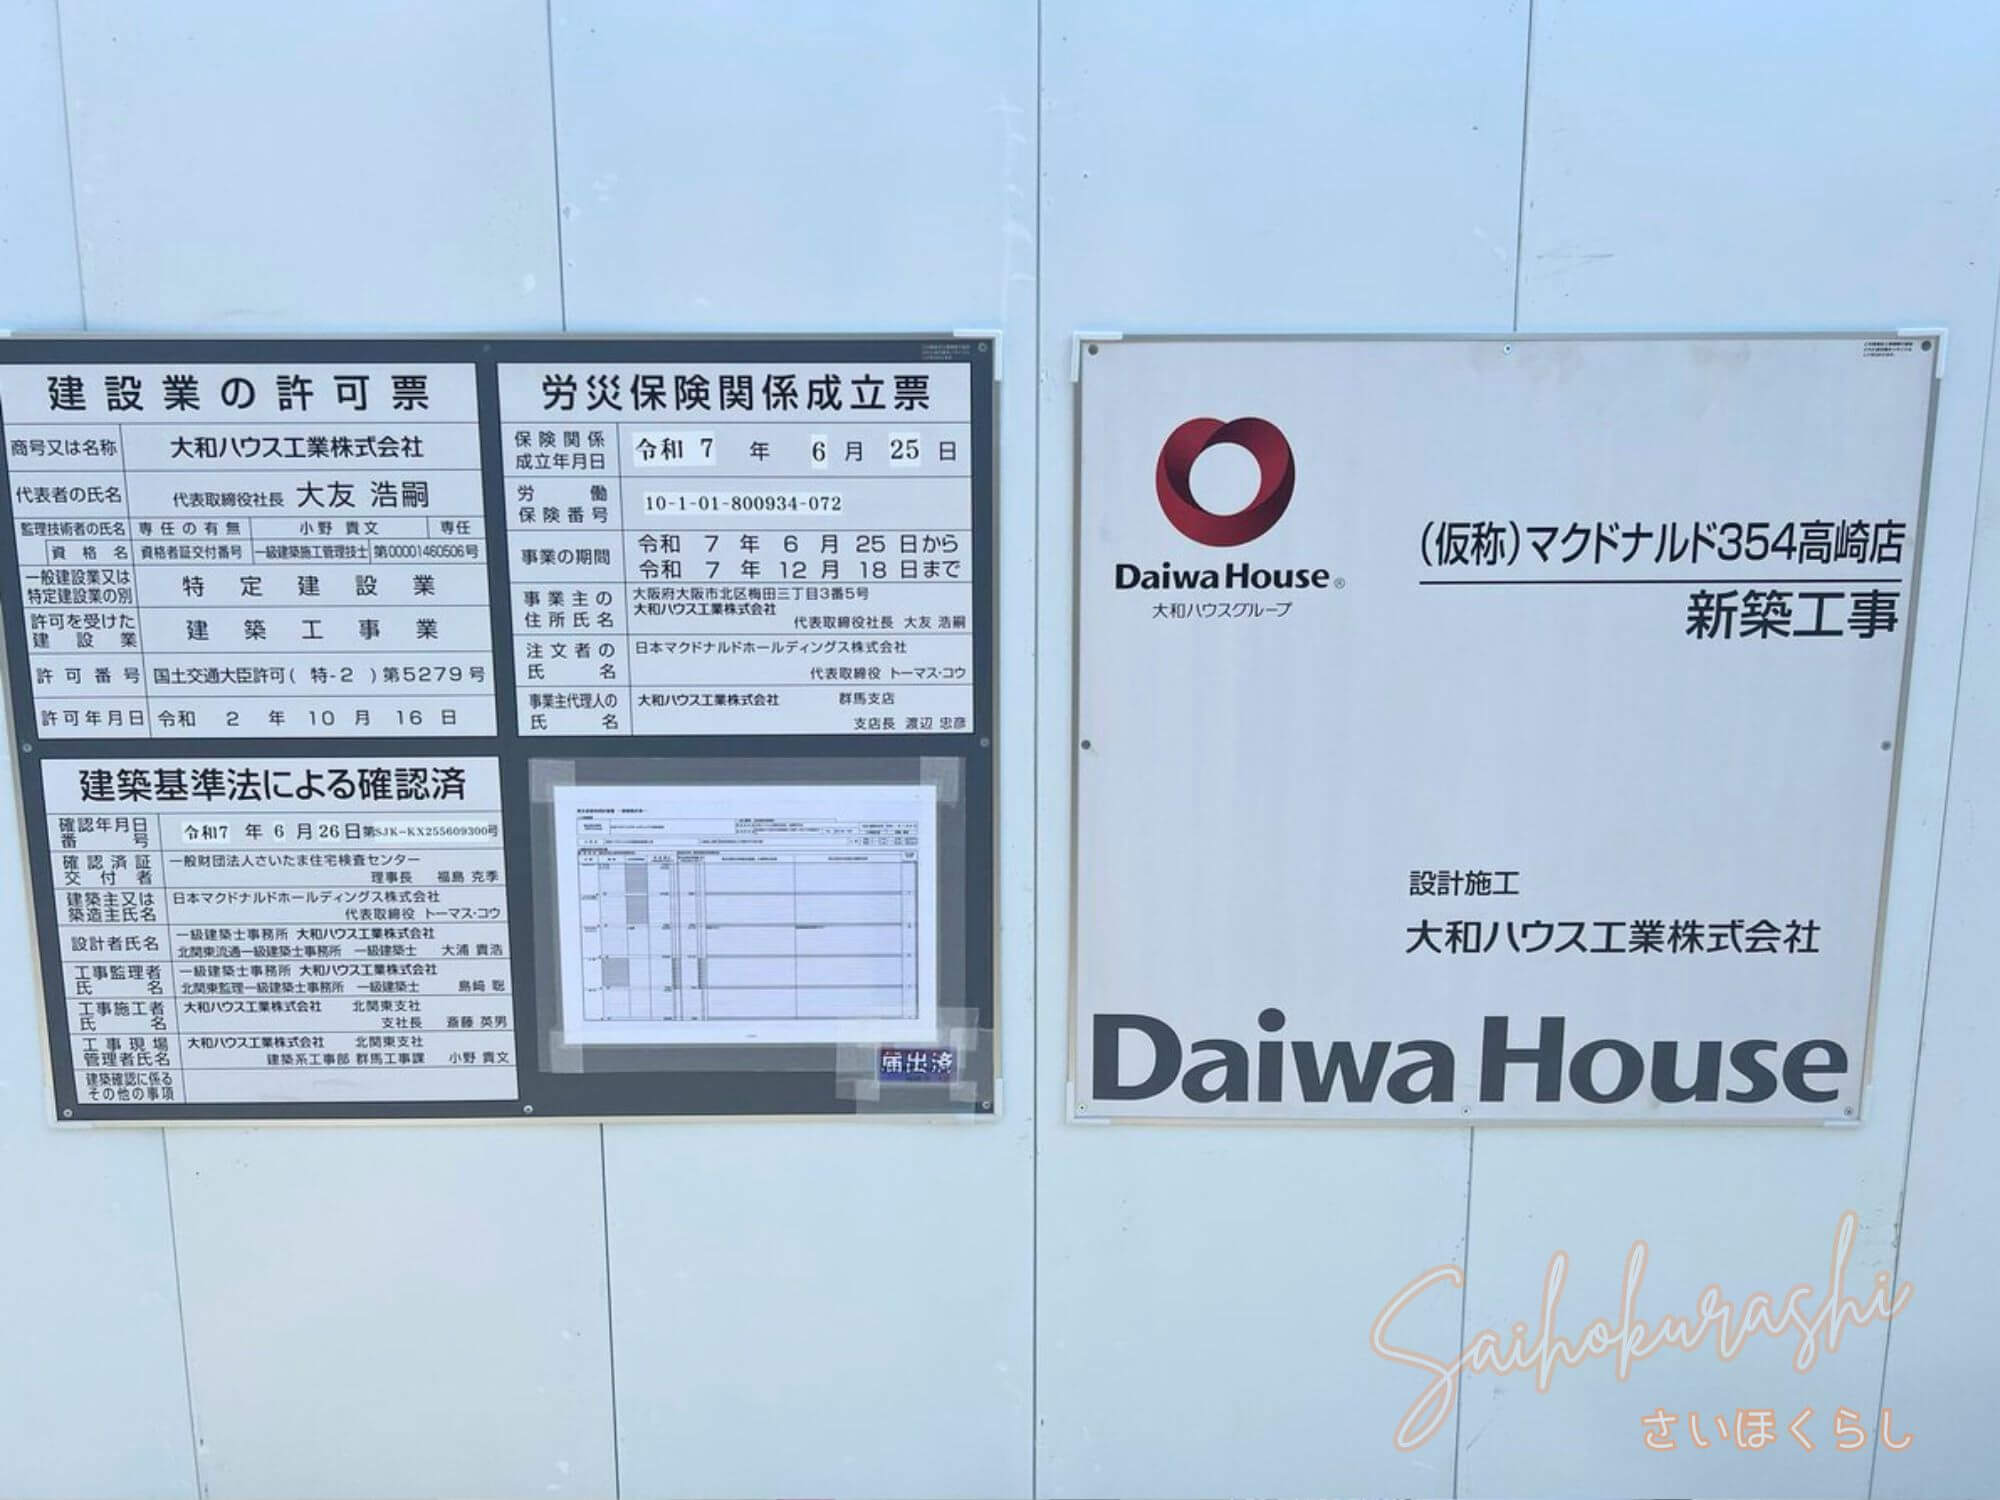 建設業の許可票
商号又は名称 大和ハウス工業株式会社
代表者の氏名 代表取締役社長 大友 浩嗣
監理技術者の氏名 専任の有無 小野 貴文 専任
資格名 資格者証交付番号 一級建築施工管理技士 第00001460506号
一般建設業又は
特定建設業の別 特定建設業
許可を受けた
建設業 建築工事業
許可番号 国土交通大臣許可(特-2)第5279号
許可年月日 令和 2 年 10 月 16 日
労災保険関係成立票
保険関係
成立年月日 令和 7 年 6 月 25 日
労働
保険番号 10-1-01-800934-072
事業の期間 令和 7 年 6 月 25 日から
令和 7 年 12 月 18 日まで
事業主の
住所氏名 大阪府大阪市北区梅田三丁目3番5号
大和ハウス工業株式会社
代表取締役社長 大友 浩嗣
注文者の
氏名 日本マクドナルドホールディングス株式会社
代表取締役 トーマス・コウ
事業主代理人の
氏名 大和ハウス工業株式会社 群馬支店
支店長 渡辺 忠彦
建築基準法による確認済
確認年月日
番号 令和7 年 6 月 26 日 第SJK-KX255609300号
確認済証
交付者 一般財団法人さいたま住宅検査センター
理事長 福島 克季
建築主又は
築造主氏名 日本マクドナルドホールディングス株式会社
代表取締役 トーマス・コウ
設計者氏名 一級建築士事務所 大和ハウス工業株式会社
北関東流通一級建築士事務所 一級建築士 大浦 貴浩
工事監理者
氏名 一級建築士事務所 大和ハウス工業株式会社
北関東監理一級建築士事務所 一級建築士 島﨑 聡
工事施工者
氏名 大和ハウス工業株式会社 北関東支社
支社長 斎藤 英男
工事現場
管理者氏名 大和ハウス工業株式会社 北関東支社
建築系工事部 群馬工事課 小野 貴文
建築確認に係る
その他の事項
届出済
DaiwaHouse®
大和ハウスグループ
(仮称)マクドナルド354高崎店
新築工事
設計施工
大和ハウス工業株式会社
DaiwaHouse
Saihokurashi
さいほくらし